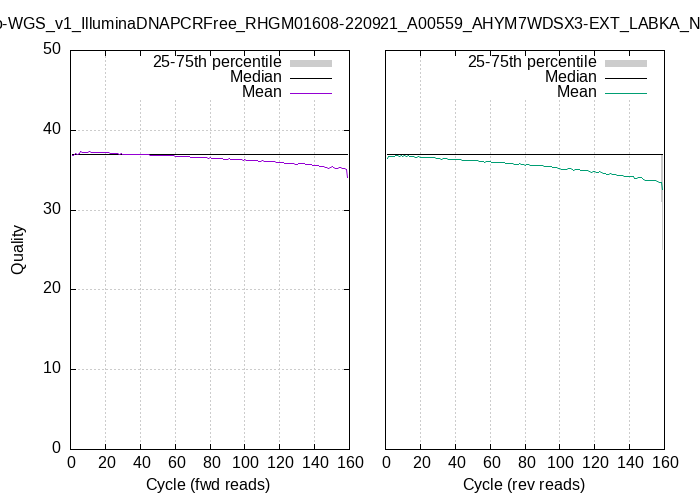 o-WGS_v1_IlluminaDNAPCRFree_RHGM01608-220921_A00559_AHYM7WDSX3-EXT_LABKA_N
50
40
30
20
10
0
Quality
25-75th percentile
Median
Mean
0 20 40 60 80 100 120 140 160
Cycle (fwd reads)
25-75th percentile
Median
Mean
0 20 40 60 80 100 120 140 160
Cycle (rev reads)